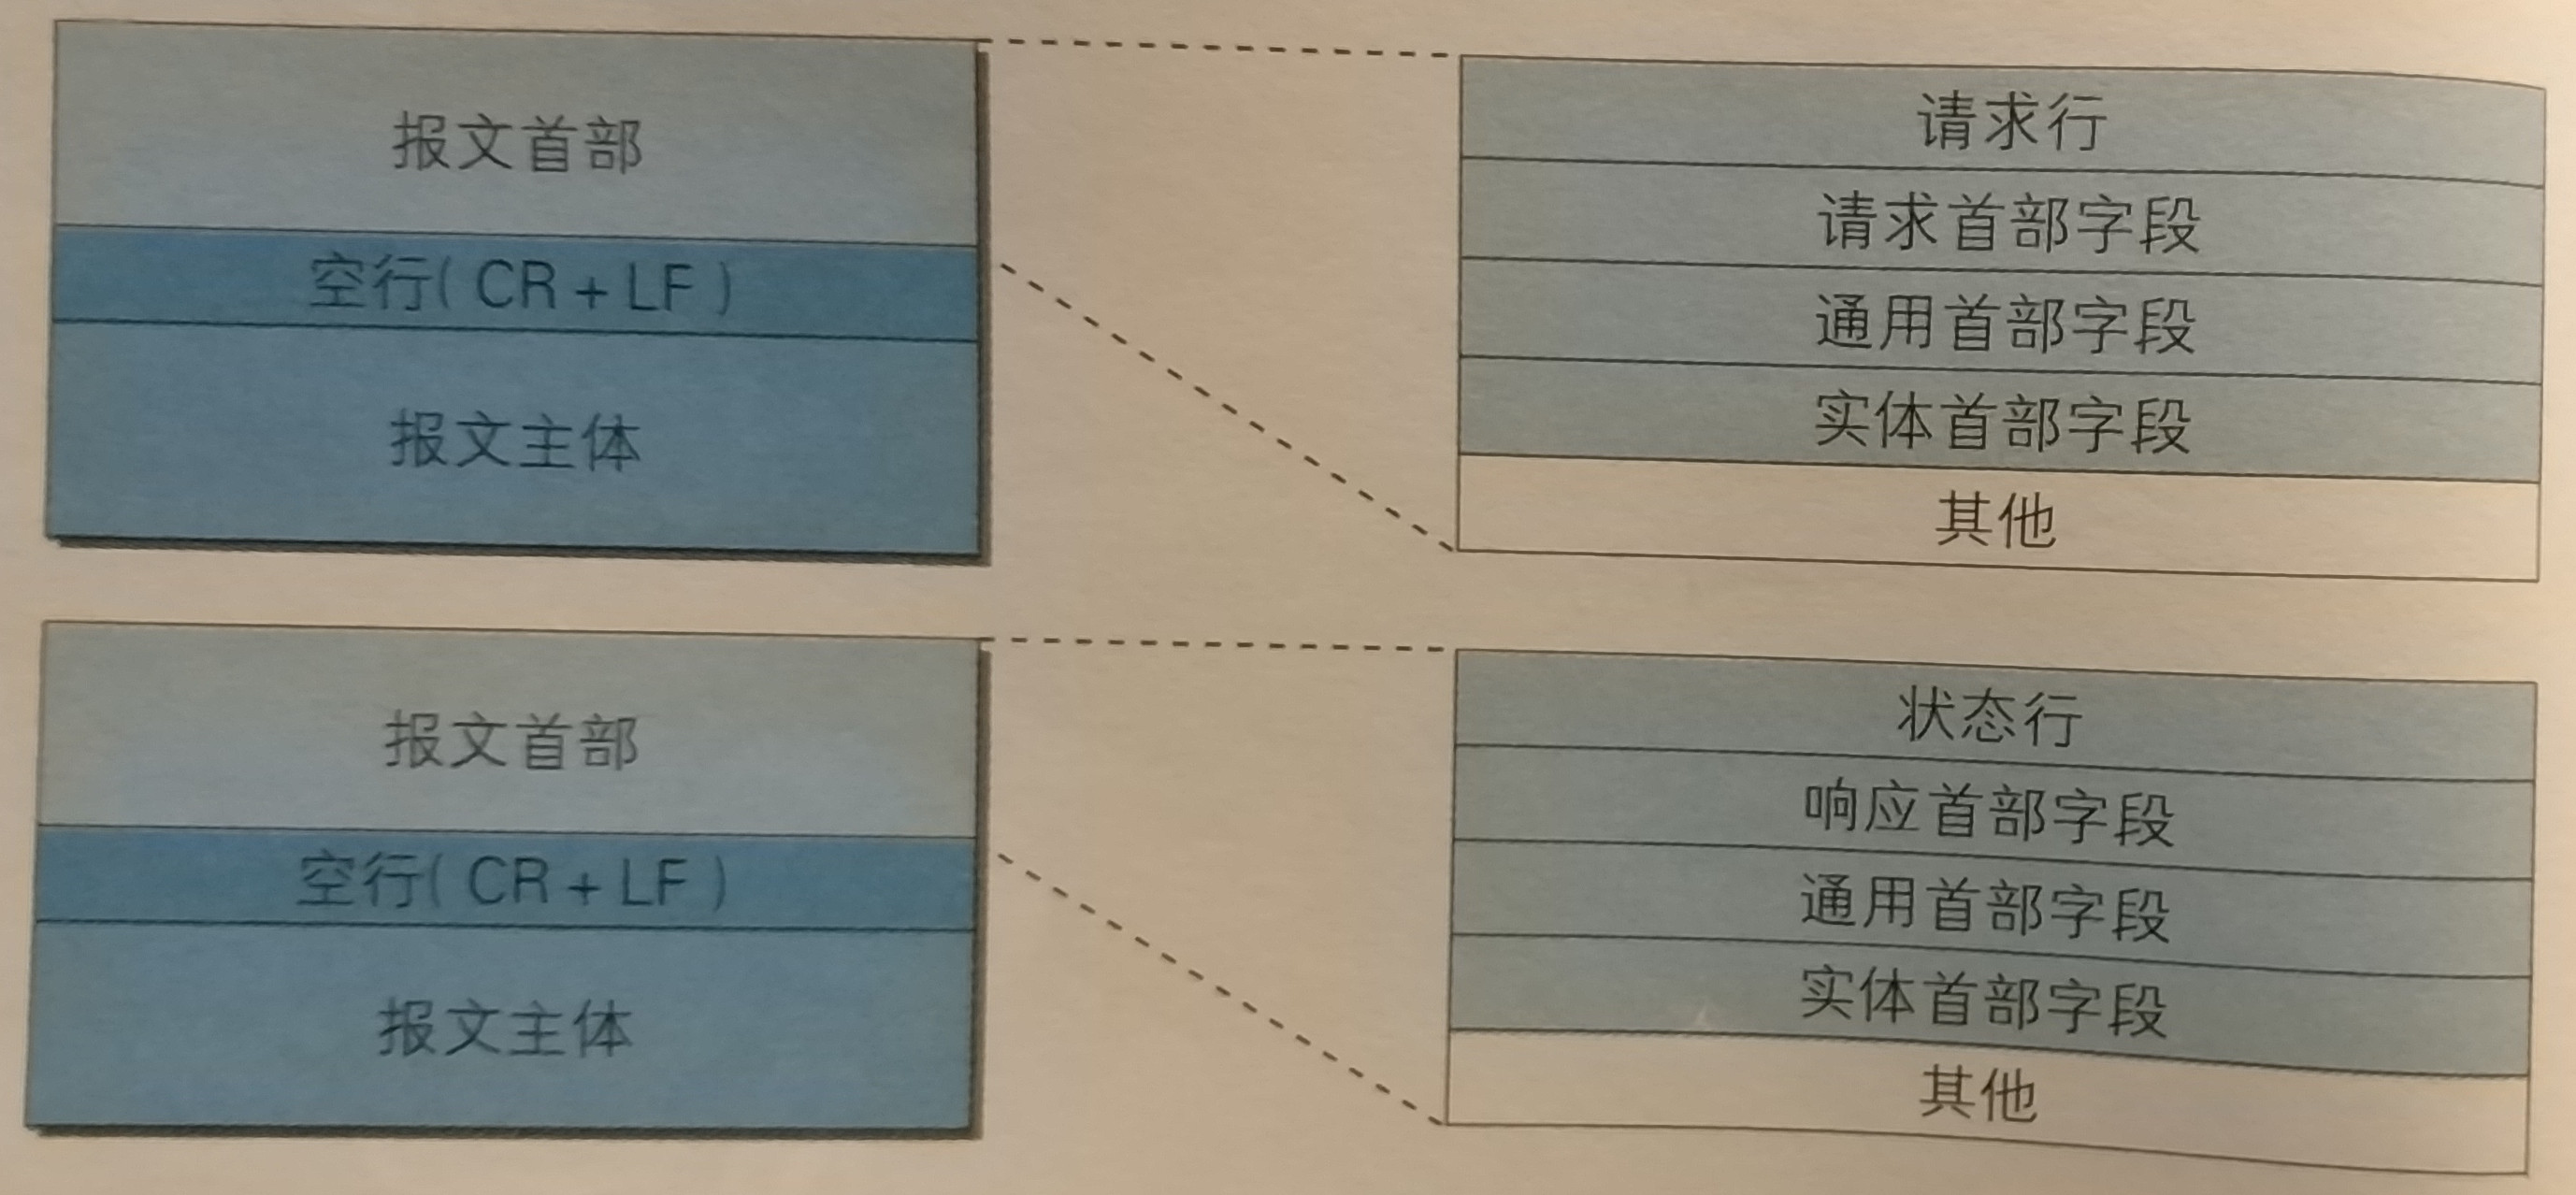 报文首部
空行(CR+LF)
报文主体
请求行
请求首部字段
通用首部字段
实体首部字段
其他
报文首部
空行(CR+LF)
报文主体
状态行
响应首部字段
通用首部字段
实体首部字段
其他